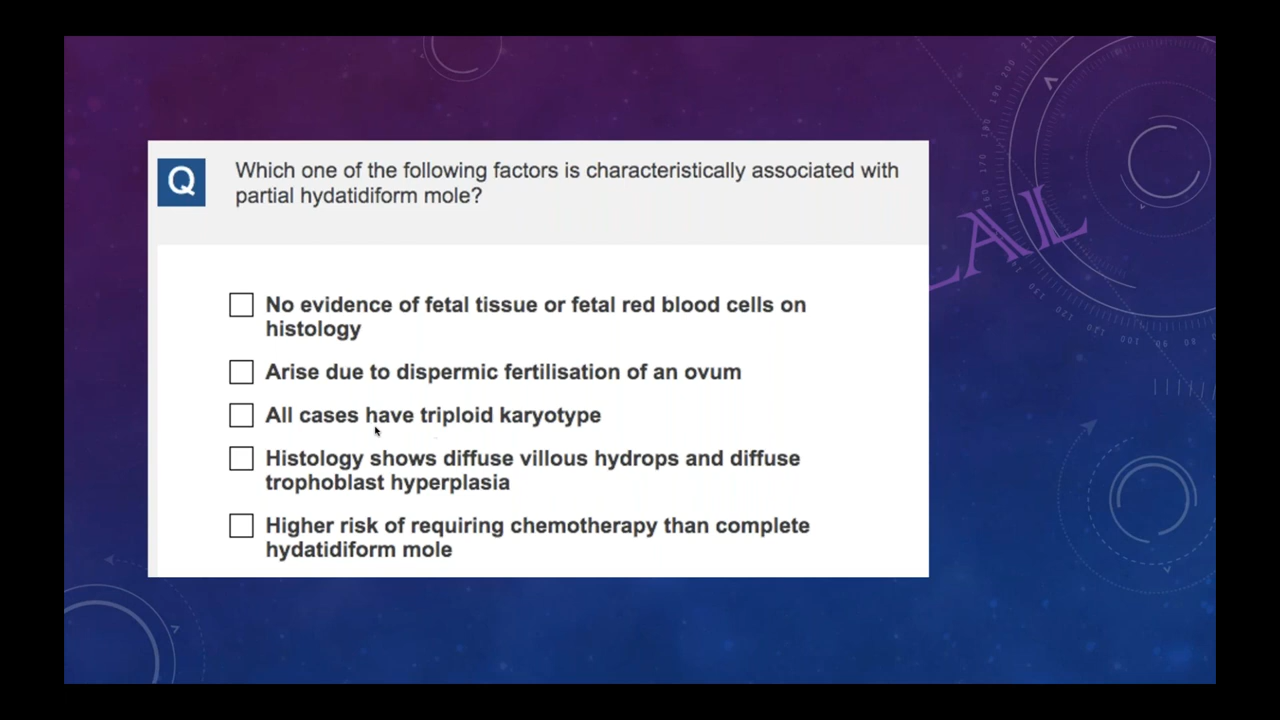 Q
Which one of the following factors is characteristically associated with
partial hydatidiform mole?
No evidence of fetal tissue or fetal red blood cells on
histology
Arise due to dispermic fertilisation of an ovum
All cases have triploid karyotype
Histology shows diffuse villous hydrops and diffuse
trophoblast hyperplasia
Higher risk of requiring chemotherapy than complete
hydatidiform mole